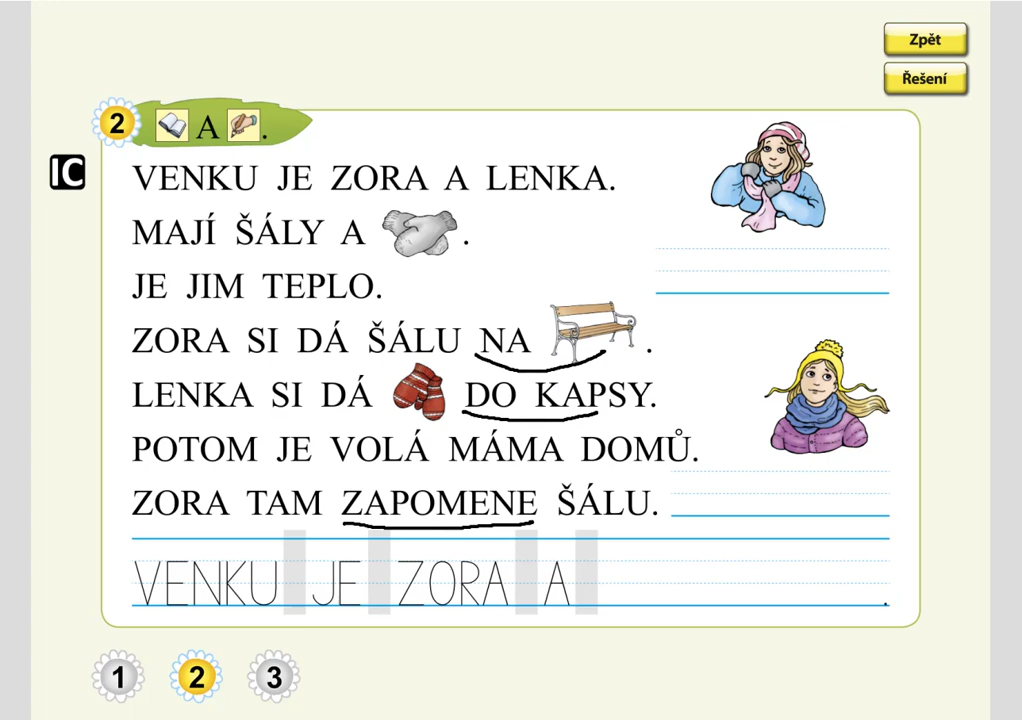 Zpět
Řešení
2 A .
IC
VENKU JE ZORA A LENKA.
MAJÍ ŠÁLY A .
JE JIM TEPLO.
ZORA SI DÁ ŠÁLU NA .
LENKA SI DÁ DO KAPSY.
POTOM JE VOLÁ MÁMA DOMŮ.
ZORA TAM ZAPOMENE ŠÁLU.
VENKU JE ZORA A .
1 2 3